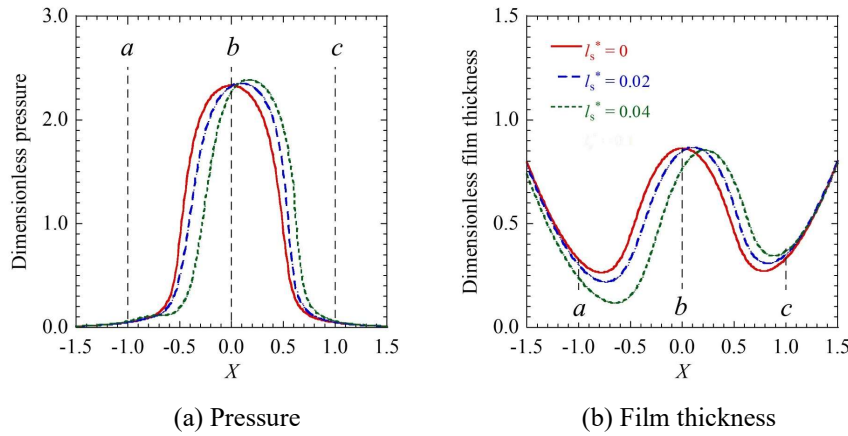 3.0
2.0
1.0
0.0
-1.5
-1.0
-0.5
0.0
0.5
1.0
1.5
Dimensionless pressure
X
a
b
c
(a) Pressure
1.5
1.0
0.5
0.0
-1.5
-1.0
-0.5
0.0
0.5
1.0
1.5
Dimensionless film thickness
X
l_s^* = 0
l_s^* = 0.02
l_s^* = 0.04
a
b
c
(b) Film thickness